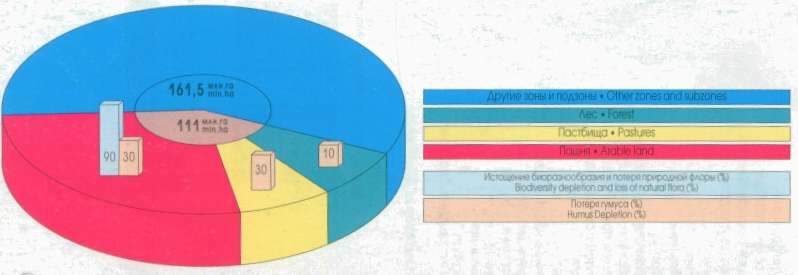 161,5 млн.га
mln.ha
111 млн.га
mln.ha
90
30
30
10
Другие зоны и подзоны • Other zones and subzones
Лес • Forest
Пастбища • Pastures
Пашня • Arable land
Истощение биоразнообразия и потеря природной флоры (%)
Biodiversity depletion and loss of natural flora (%)
Потеря гумуса (%)
Humus Depletion (%)